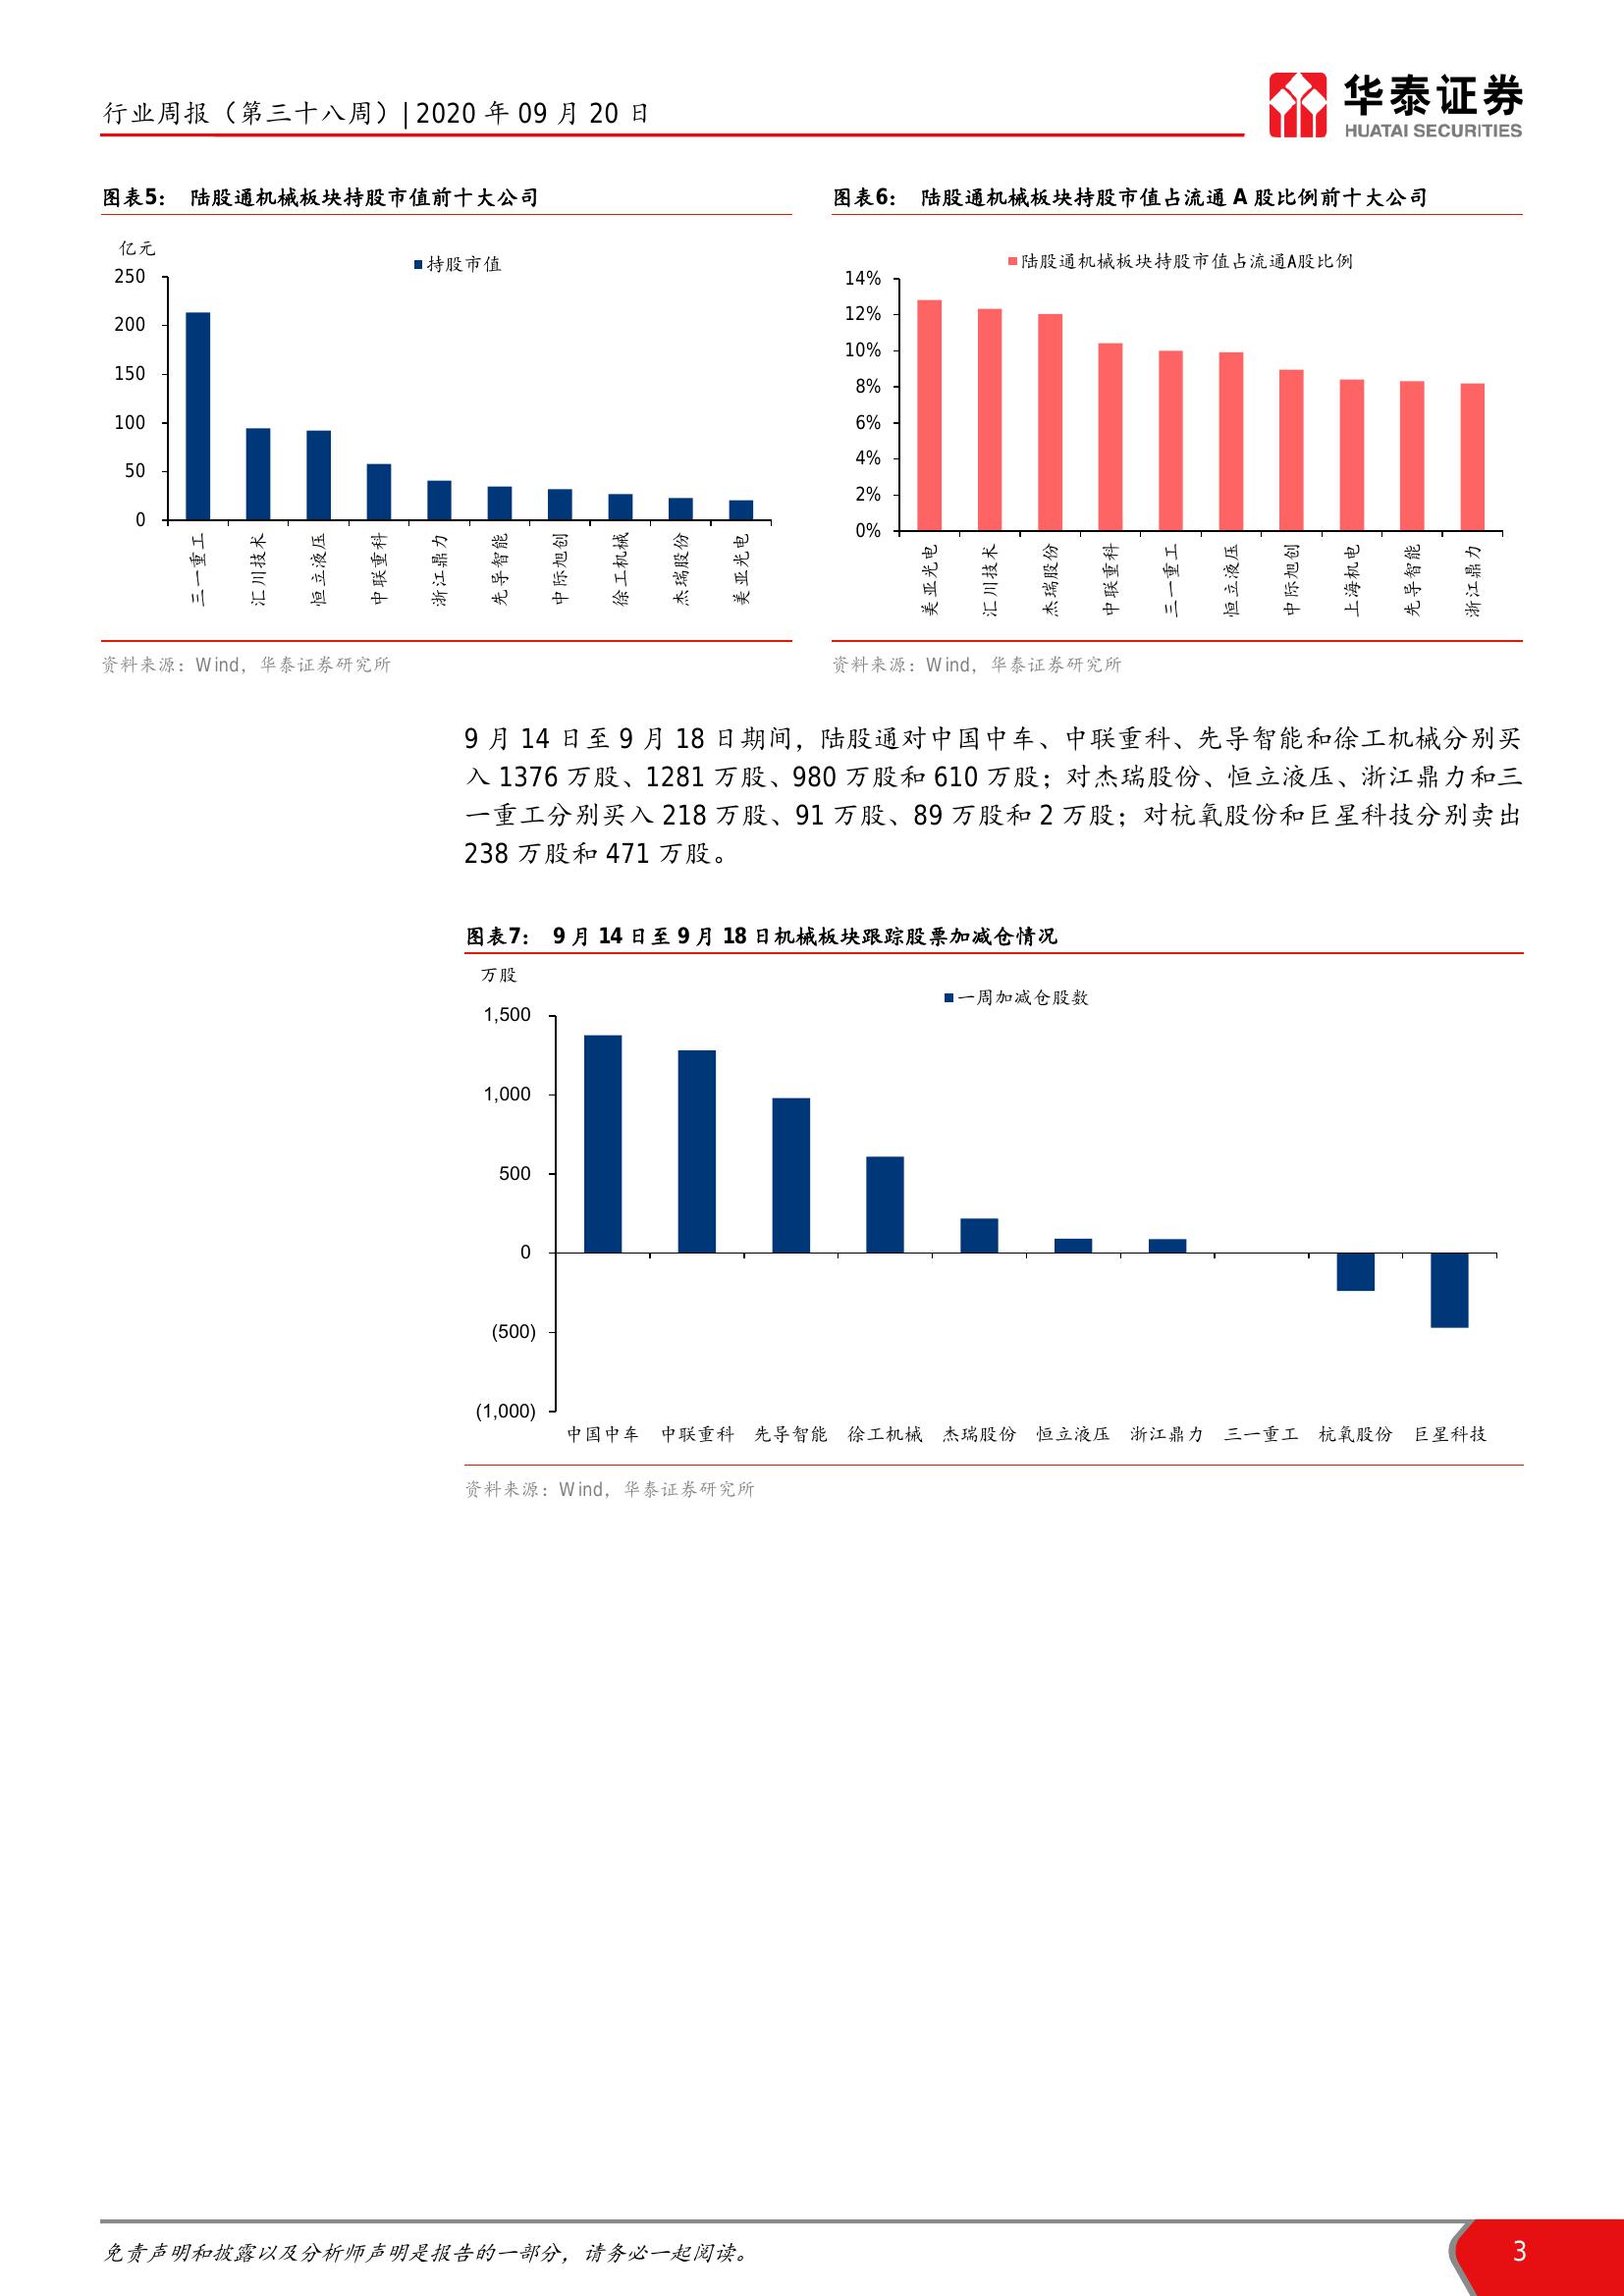 行业周报（第三十八周）| 2020 年 09 月 20 日
华泰证券
HUATAI SECURITIES
图表5： 陆股通机械板块持股市值前十大公司
亿元
持股市值
250
200
150
100
50
0
三一重工
汇川技术
恒立液压
中联重科
浙江鼎力
先导智能
中际旭创
徐工机械
杰瑞股份
美亚光电
资料来源：Wind，华泰证券研究所
图表6： 陆股通机械板块持股市值占流通 A 股比例前十大公司
陆股通机械板块持股市值占流通A股比例
14%
12%
10%
8%
6%
4%
2%
0%
美亚光电
汇川技术
杰瑞股份
中联重科
三一重工
恒立液压
中际旭创
上海机电
先导智能
浙江鼎力
资料来源：Wind，华泰证券研究所
9 月 14 日至 9 月 18 日期间，陆股通对中国中车、中联重科、先导智能和徐工机械分别买
入 1376 万股、1281 万股、980 万股和 610 万股；对杰瑞股份、恒立液压、浙江鼎力和三
一重工分别买入 218 万股、91 万股、89 万股和 2 万股；对杭氧股份和巨星科技分别卖出
238 万股和 471 万股。
图表7： 9 月 14 日至 9 月 18 日机械板块跟踪股票加减仓情况
万股
一周加减仓股数
1,500
1,000
500
0
(500)
(1,000)
中国中车 中联重科 先导智能 徐工机械 杰瑞股份 恒立液压 浙江鼎力 三一重工 杭氧股份 巨星科技
资料来源：Wind，华泰证券研究所
免责声明和披露以及分析师声明是报告的一部分，请务必一起阅读。
3